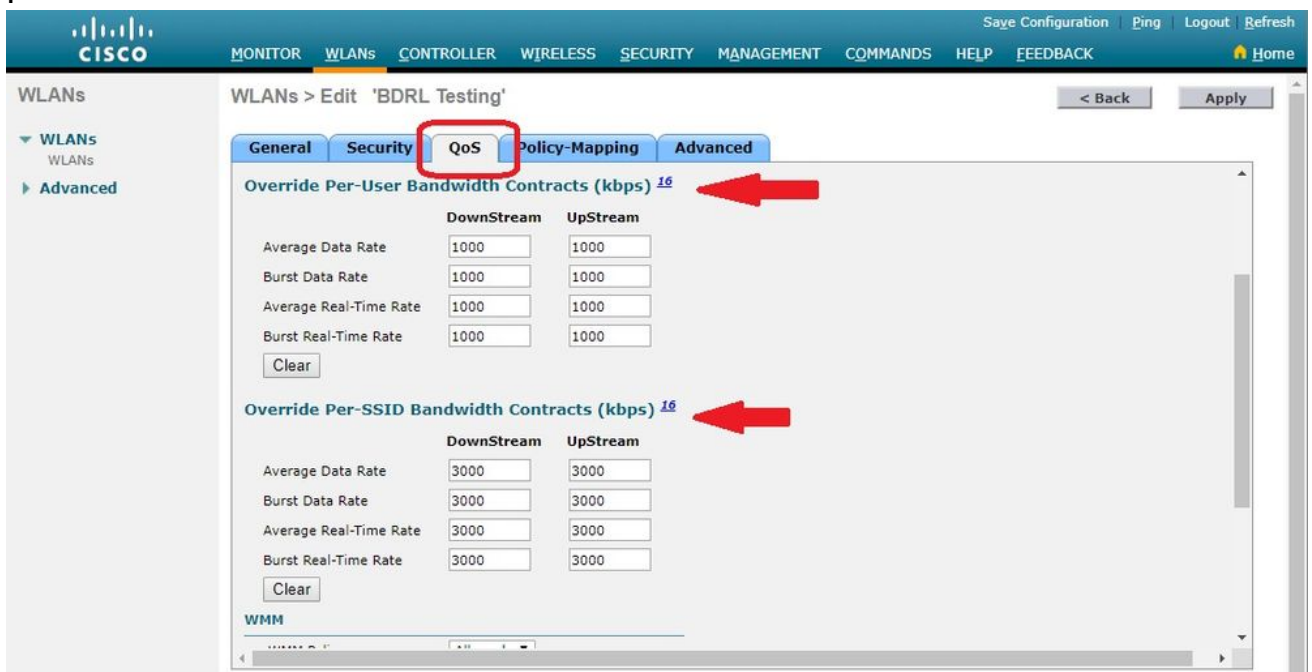 Save Configuration Ping Logout Refresh
CISCO MONITOR WLANs CONTROLLER WIRELESS SECURITY MANAGEMENT COMMANDS HELP FEEDBACK Home
WLANs
WLANs > Edit 'BDRL Testing'
< Back Apply
WLANs
WLANs
Advanced
General Security QoS Policy-Mapping Advanced
Override Per-User Bandwidth Contracts (kbps) 16
DownStream UpStream
Average Data Rate 1000 1000
Burst Data Rate 1000 1000
Average Real-Time Rate 1000 1000
Burst Real-Time Rate 1000 1000
Clear
Override Per-SSID Bandwidth Contracts (kbps) 16
DownStream UpStream
Average Data Rate 3000 3000
Burst Data Rate 3000 3000
Average Real-Time Rate 3000 3000
Burst Real-Time Rate 3000 3000
Clear
WMM